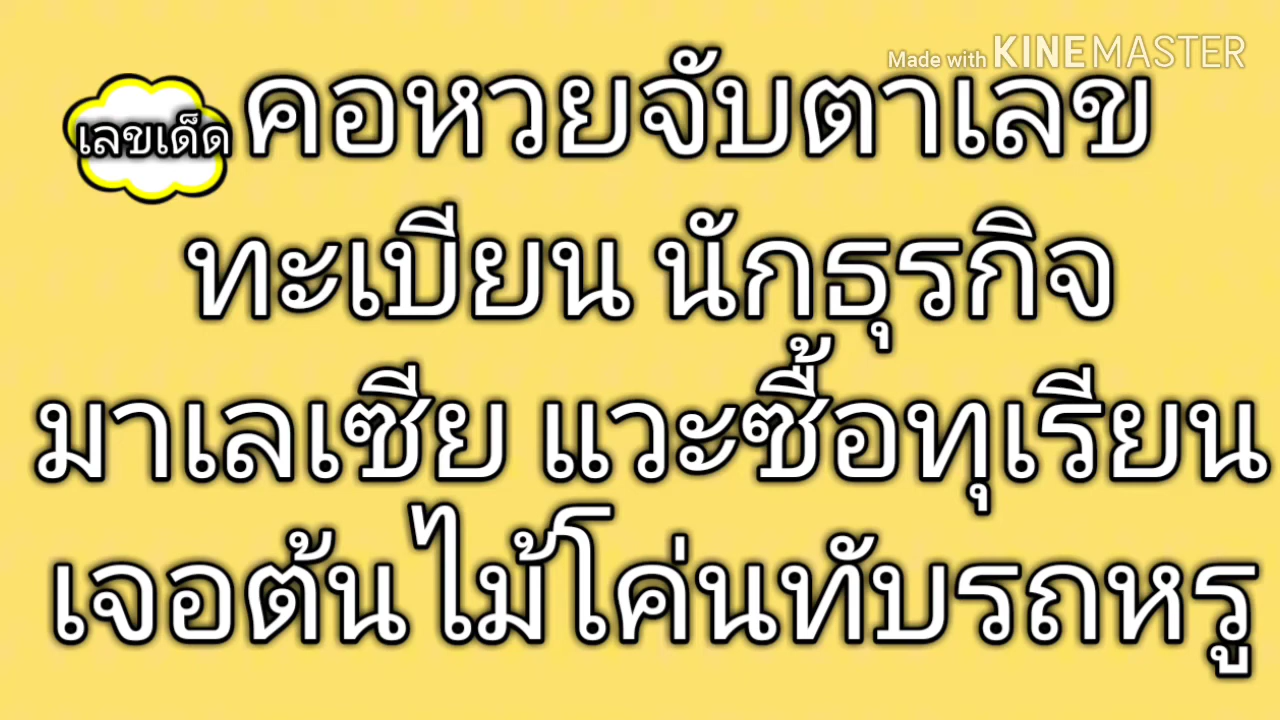 Made with KINEMASTER
เลขเด็ด
คอหวยจับตาเลข
ทะเบียน นักธุรกิจ
มาเลเซีย แวะซื้อทุเรียน
เจอต้นไม้โค่นทับรถหรู